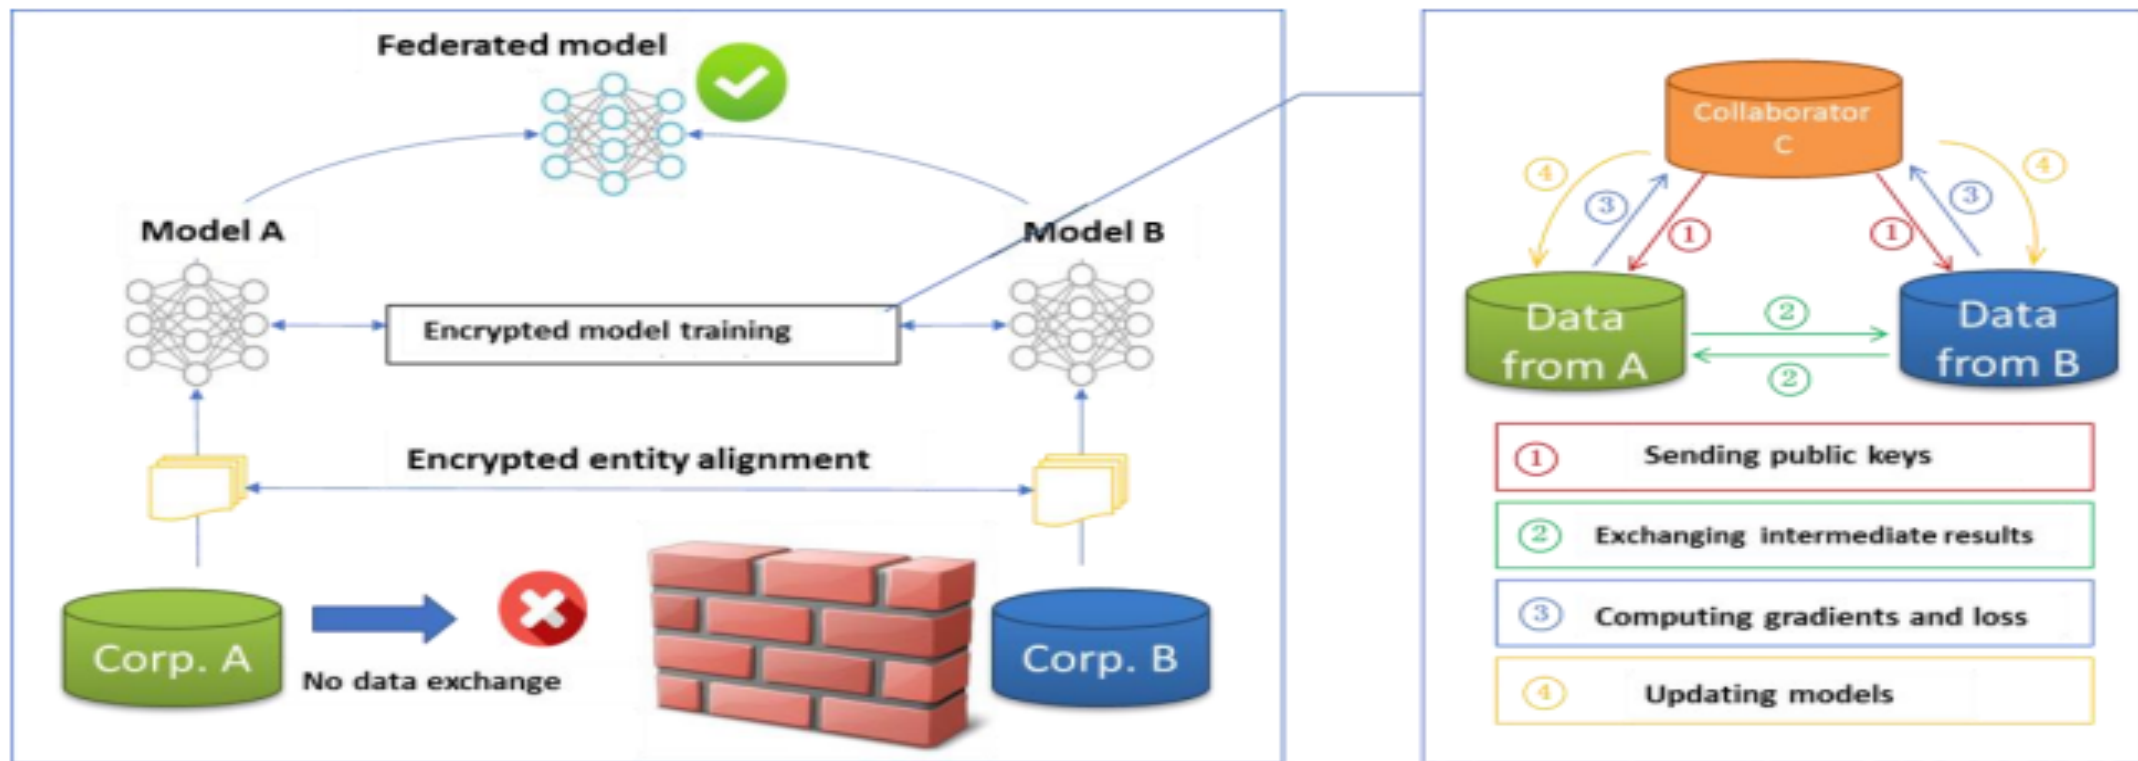 Federated model
Model A
Model B
Encrypted model training
Encrypted entity alignment
Corp. A
No data exchange
Corp. B
Collaborator
C
4
3
1
1
3
4
Data
from A
2
2
Data
from B
1 Sending public keys
2 Exchanging intermediate results
3 Computing gradients and loss
4 Updating models